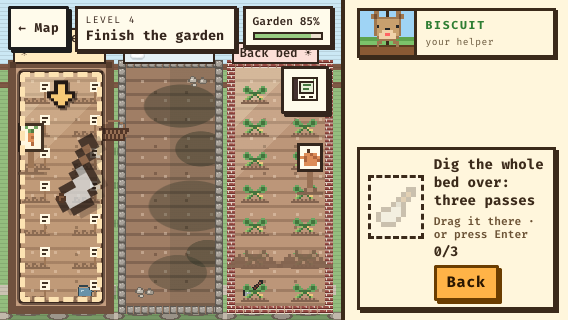 ← Map
LEVEL 4
Finish the garden
Garden 85%
Back bed ☀
BISCUIT
your helper
Dig the whole
bed over:
three passes
Drag it there ·
or press Enter
0/3
Back